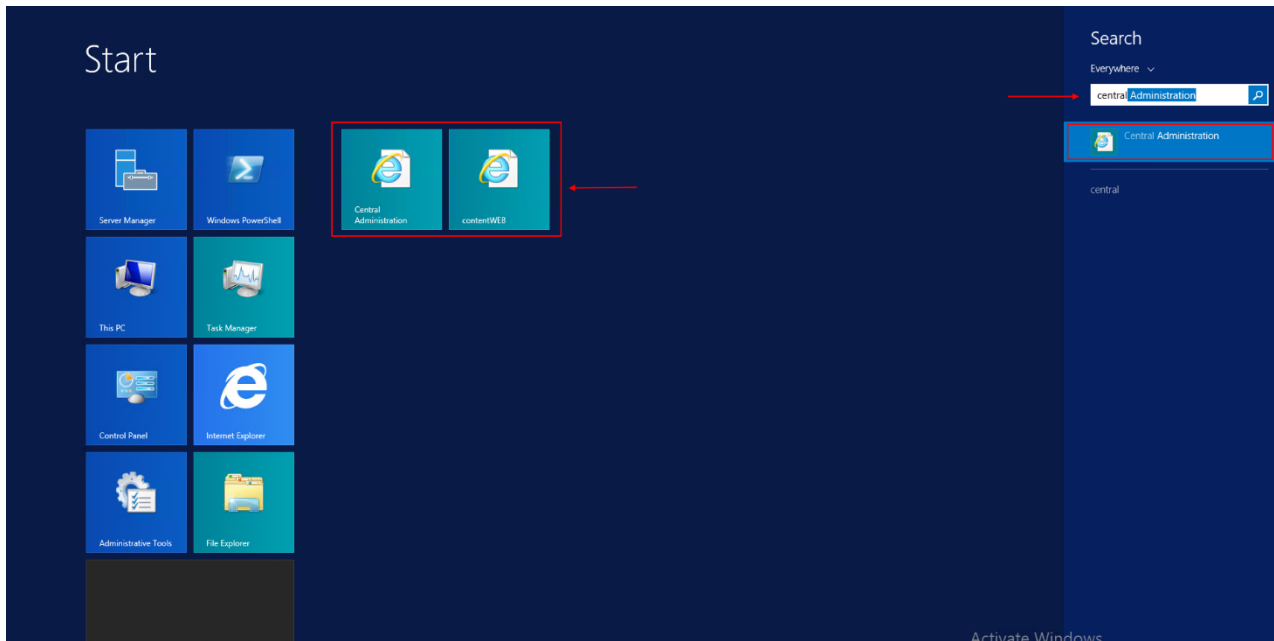 Start
Server Manager
Windows PowerShell
Central
Administration
contentWEB
This PC
Task Manager
Control Panel
Internet Explorer
Administrative Tools
File Explorer
Search
Everywhere
central Administration
Central Administration
central
Activate Windows